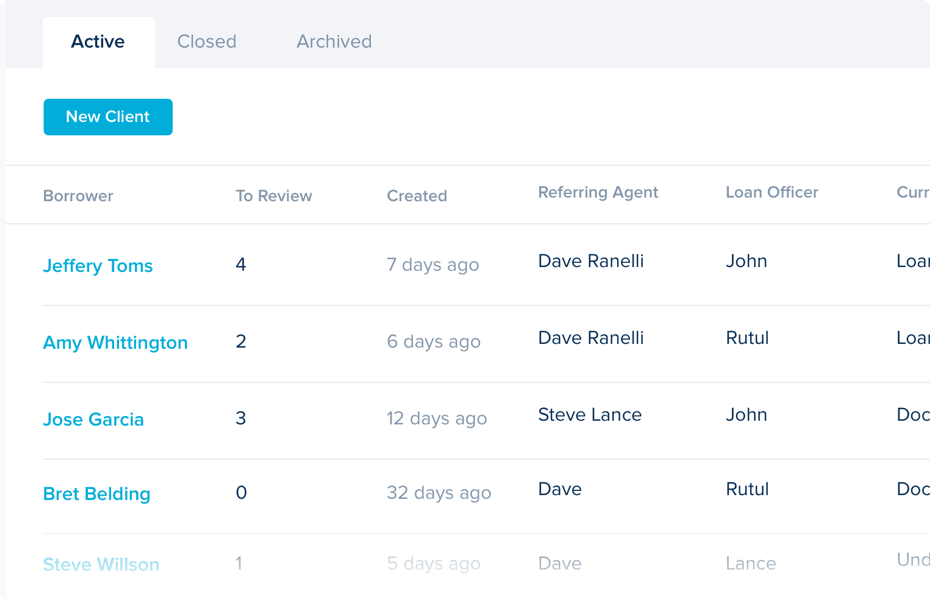 Active Closed Archived
New Client
Borrower To Review Created Referring Agent Loan Officer Curr
Jeffery Toms 4 7 days ago Dave Ranelli John Loan
Amy Whittington 2 6 days ago Dave Ranelli Rutul Loan
Jose Garcia 3 12 days ago Steve Lance John Doc
Bret Belding 0 32 days ago Dave Rutul Doc
Steve Willson 1 5 days ago Dave Lance Und